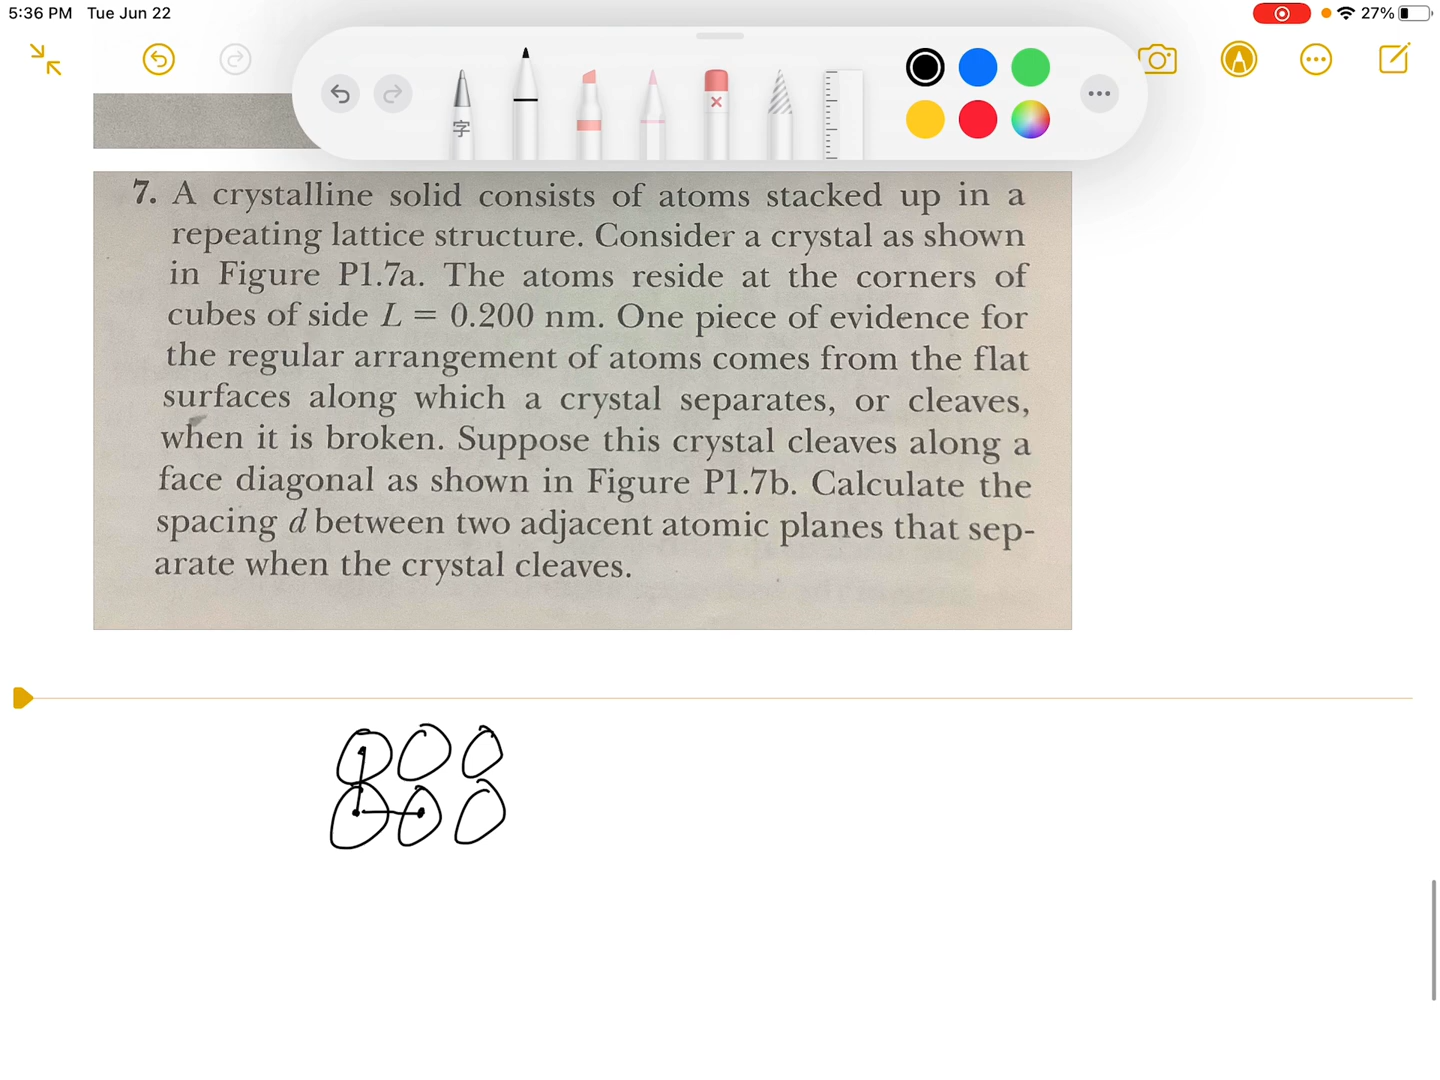 5:36 PM Tue Jun 22
27%
字
7. A crystalline solid consists of atoms stacked up in a
repeating lattice structure. Consider a crystal as shown
in Figure P1.7a. The atoms reside at the corners of
cubes of side L = 0.200 nm. One piece of evidence for
the regular arrangement of atoms comes from the flat
surfaces along which a crystal separates, or cleaves,
when it is broken. Suppose this crystal cleaves along a
face diagonal as shown in Figure P1.7b. Calculate the
spacing d between two adjacent atomic planes that sep-
arate when the crystal cleaves.